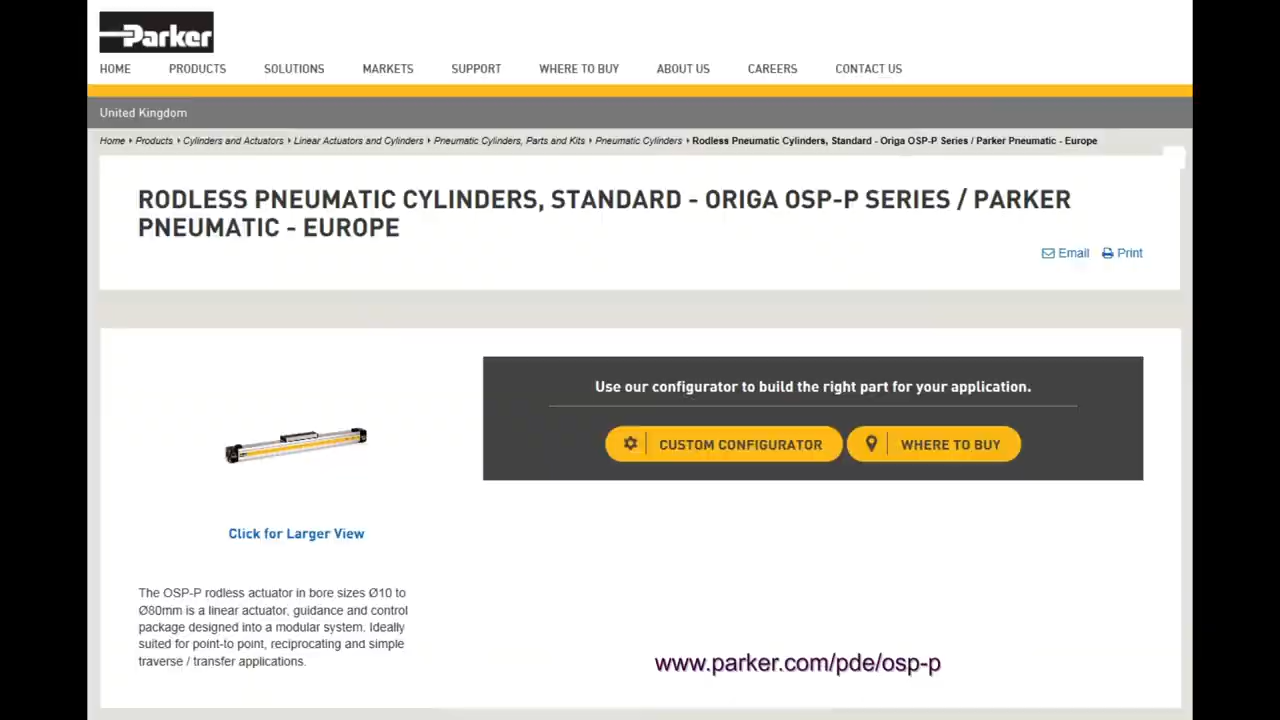 Parker
HOME PRODUCTS SOLUTIONS MARKETS SUPPORT WHERE TO BUY ABOUT US CAREERS CONTACT US
United Kingdom
Home Products Cylinders and Actuators Linear Actuators and Cylinders Pneumatic Cylinders, Parts and Kits Pneumatic Cylinders Rodless Pneumatic Cylinders, Standard - Origa OSP-P Series / Parker Pneumatic - Europe
RODLESS PNEUMATIC CYLINDERS, STANDARD - ORIGA OSP-P SERIES / PARKER
PNEUMATIC - EUROPE
Email Print
Use our configurator to build the right part for your application.
CUSTOM CONFIGURATOR WHERE TO BUY
Click for Larger View
The OSP-P rodless actuator in bore sizes Ø10 to
Ø80mm is a linear actuator, guidance and control
package designed into a modular system. Ideally
suited for point-to point, reciprocating and simple
traverse / transfer applications.
www.parker.com/pde/osp-p